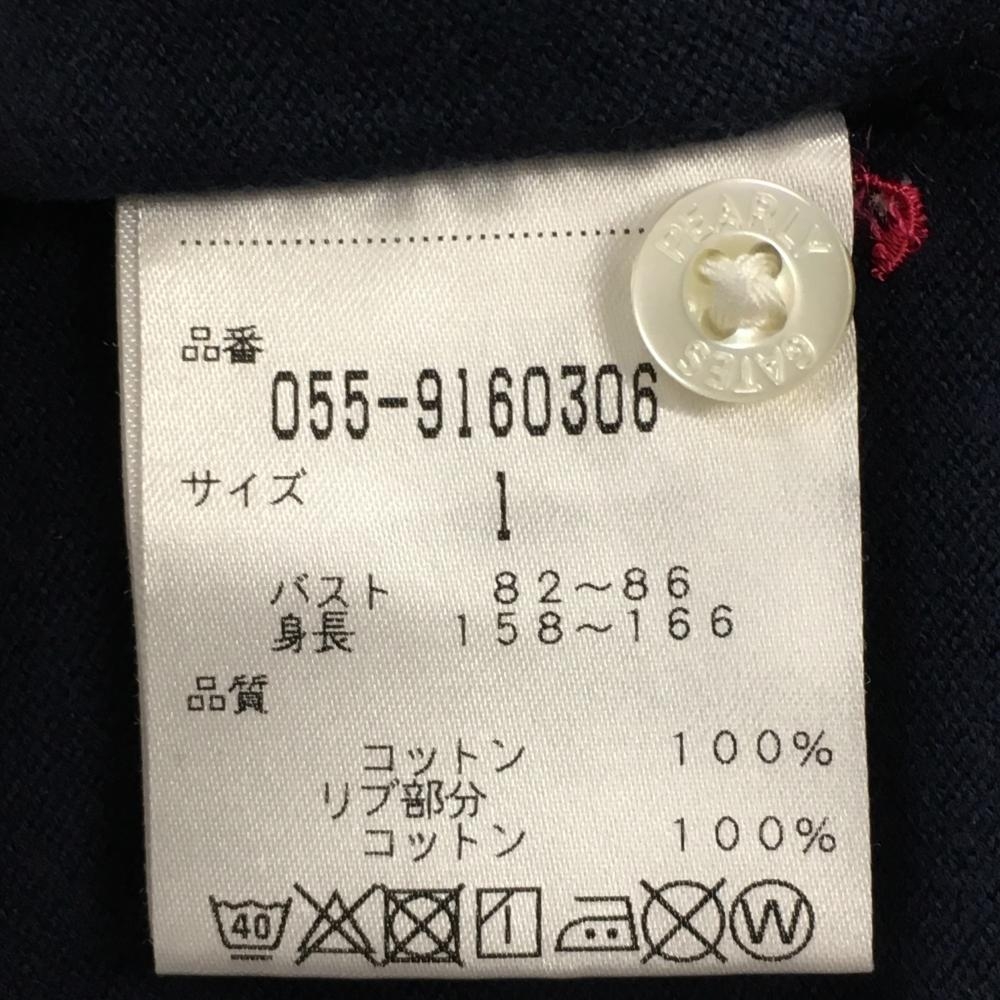 PEARLY GATES
品番
055-9160306
サイズ 1
バスト 82～86
身長 158～166
品質
コットン 100%
リブ部分
コットン 100%
40 W